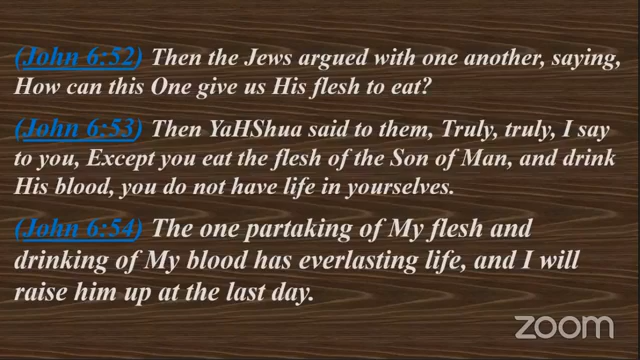 (John 6:52) Then the Jews argued with one another, saying,
How can this One give us His flesh to eat?
(John 6:53) Then YaHShua said to them, Truly, truly, I say
to you, Except you eat the flesh of the Son of Man, and drink
His blood, you do not have life in yourselves.
(John 6:54) The one partaking of My flesh and
drinking of My blood has everlasting life, and I will
raise him up at the last day.
zoom